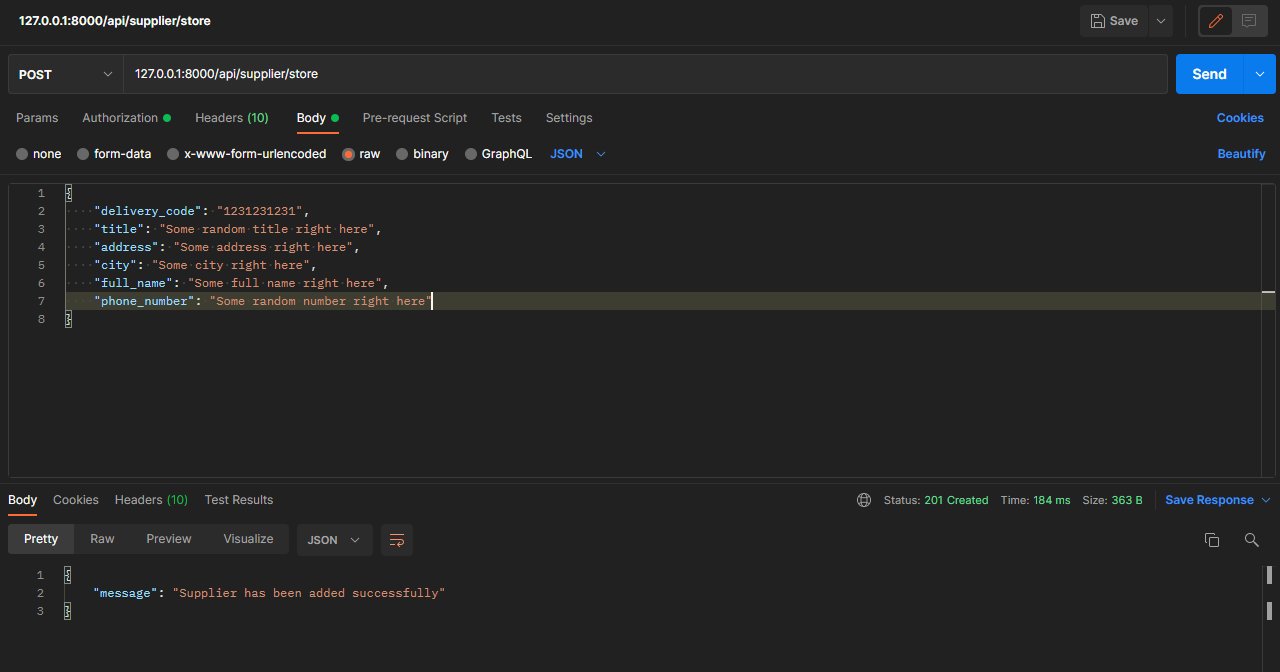 127.0.0.1:8000/api/supplier/store
Save
POST
127.0.0.1:8000/api/supplier/store
Send
Params Authorization Headers (10) Body Pre-request Script Tests Settings Cookies
none form-data x-www-form-urlencoded raw binary GraphQL JSON Beautify
1 {
2 "delivery_code": "1231231231",
3 "title": "Some random title right here",
4 "address": "Some address right here",
5 "city": "Some city right here",
6 "full_name": "Some full name right here",
7 "phone_number": "Some random number right here"
8 }
Body Cookies Headers (10) Test Results Status: 201 Created Time: 184 ms Size: 363 B Save Response
Pretty Raw Preview Visualize JSON
1 {
2 "message": "Supplier has been added successfully"
3 }